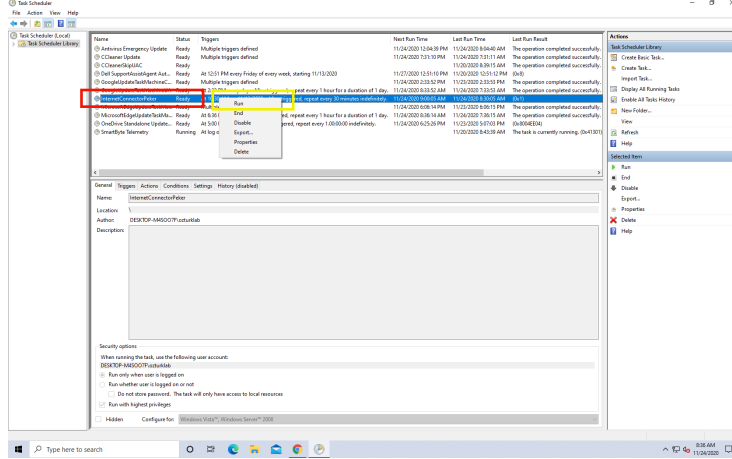 Task Scheduler
File Action View Help
Task Scheduler (Local)
Task Scheduler Library
Name Status Triggers Next Run Time Last Run Time Last Run Result
Antivirus Emergency Update Ready Multiple triggers defined 11/24/2020 12:04:39 PM 11/24/2020 8:04:40 AM The operation completed successfully.
CCleaner Update Ready Multiple triggers defined 11/24/2020 7:31:10 PM 11/24/2020 7:31:11 AM The operation completed successfully.
CCleanerSkipUAC Ready 11/20/2020 8:39:15 AM The operation completed successfully.
Dell SupportAssistAgent Aut... Ready At 12:51 PM every Friday of every week, starting 11/13/2020 11/27/2020 12:51:10 PM 11/20/2020 12:51:12 PM (0x0)
GoogleUpdateTaskMachineC... Ready Multiple triggers defined 11/24/2020 2:33:52 PM 11/23/2020 2:33:53 PM The operation completed successfully.
repeat every 1 hour for a duration of 1 day. 11/24/2020 8:33:52 AM 11/24/2020 7:33:53 AM The operation completed successfully.
InternetConnectorPeker Ready repeat every 30 minutes indefinitely. 11/24/2020 9:00:05 AM 11/24/2020 8:30:05 AM (0x1)
11/24/2020 6:06:14 PM 11/23/2020 6:06:15 PM The operation completed successfully.
MicrosoftEdgeUpdateTaskMa... Ready At 6:36 repeat every 1 hour for a duration of 1 day. 11/24/2020 8:36:14 AM 11/24/2020 7:36:15 AM The operation completed successfully.
OneDrive Standalone Update... Ready At 5:00 repeat every 1.00:00:00 indefinitely. 11/24/2020 6:25:26 PM 11/23/2020 5:07:03 PM (0x8004EE04)
SmartByte Telemetry Running At log o 11/20/2020 8:43:39 AM The task is currently running. (0x41301)
Run
End
Disable
Export...
Properties
Delete
General Triggers Actions Conditions Settings History (disabled)
Name: InternetConnectorPeker
Location: \
Author: DESKTOP-M4SOO7F\ozturklab
Description:
Security options
When running the task, use the following user account:
DESKTOP-M4SOO7F\ozturklab
Run only when user is logged on
Run whether user is logged on or not
Do not store password. The task will only have access to local resources
Run with highest privileges
Hidden Configure for: Windows Vista™, Windows Server™ 2008
Actions
Task Scheduler Library
Create Basic Task...
Create Task...
Import Task...
Display All Running Tasks
Enable All Tasks History
New Folder...
View
Refresh
Help
Selected Item
Run
End
Disable
Export...
Properties
Delete
Help
Type here to search
8:36 AM
11/24/2020